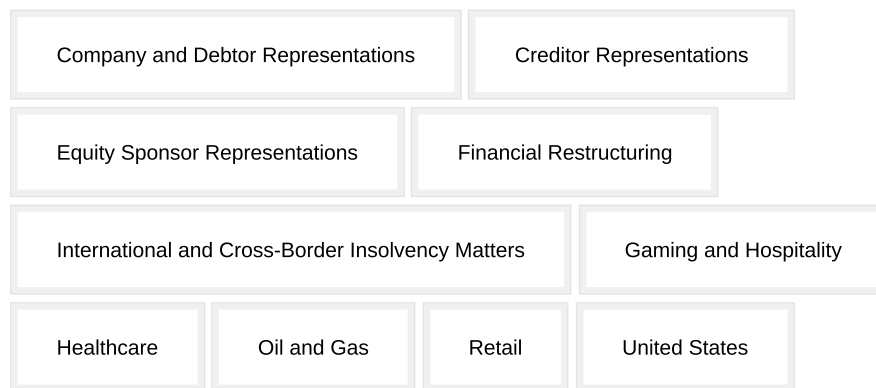 Company and Debtor Representations
Creditor Representations
Equity Sponsor Representations
Financial Restructuring
International and Cross-Border Insolvency Matters
Gaming and Hospitality
Healthcare
Oil and Gas
Retail
United States